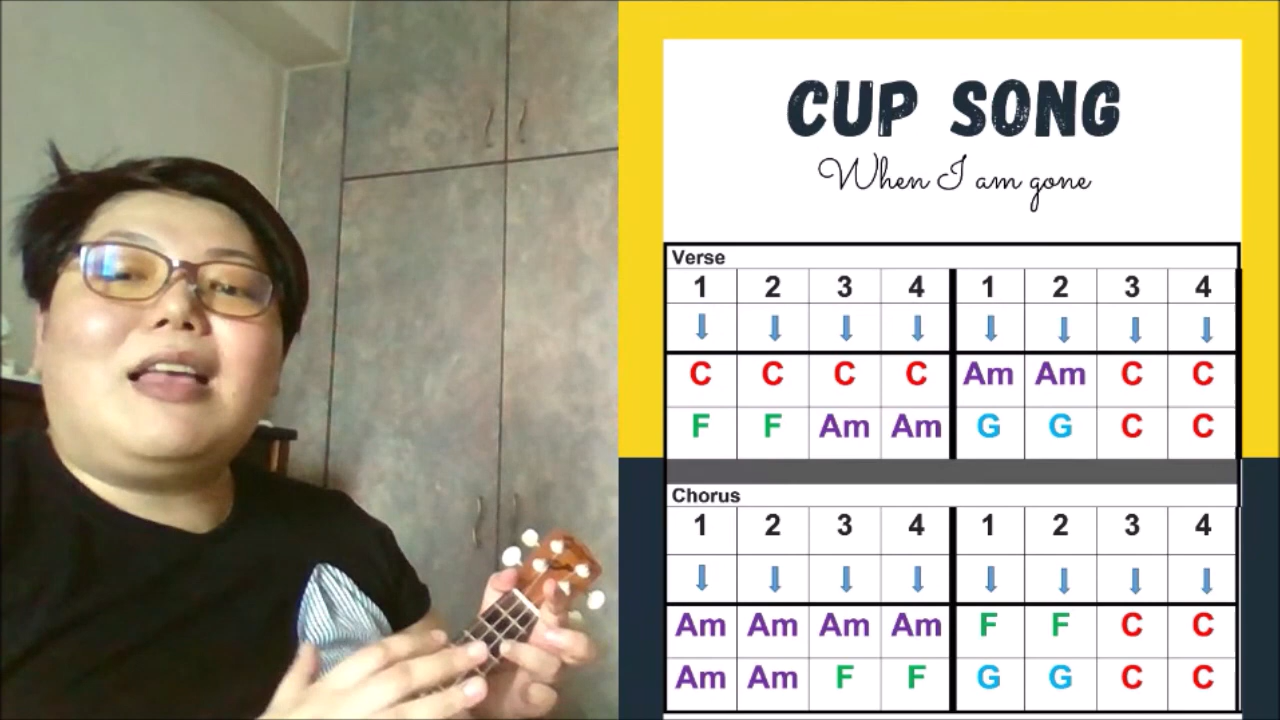 CUP SONG
When I am gone
Verse
1 2 3 4 1 2 3 4
C C C C Am Am C C
F F Am Am G G C C
Chorus
1 2 3 4 1 2 3 4
Am Am Am Am F F C C
Am Am F F G G C C